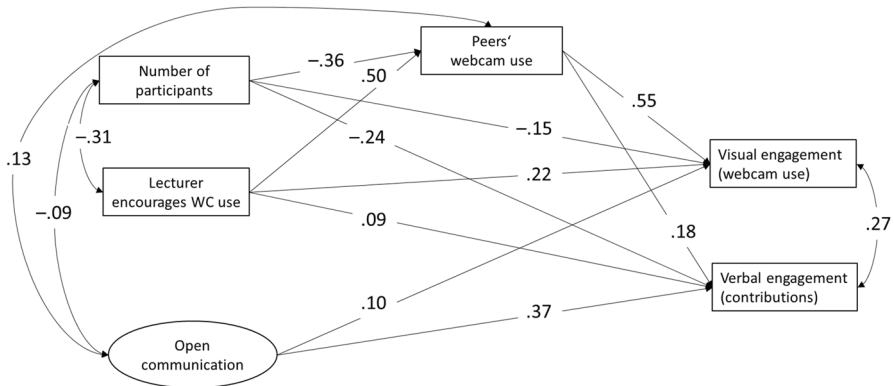 Peers‘
webcam use
Number of
participants
−.36
.50
.55
−.31
−.24
−.15
.13
Lecturer
encourages WC use
.22
Visual engagement
(webcam use)
−.09
.09
.18
.27
.10
.37
Verbal engagement
(contributions)
Open
communication